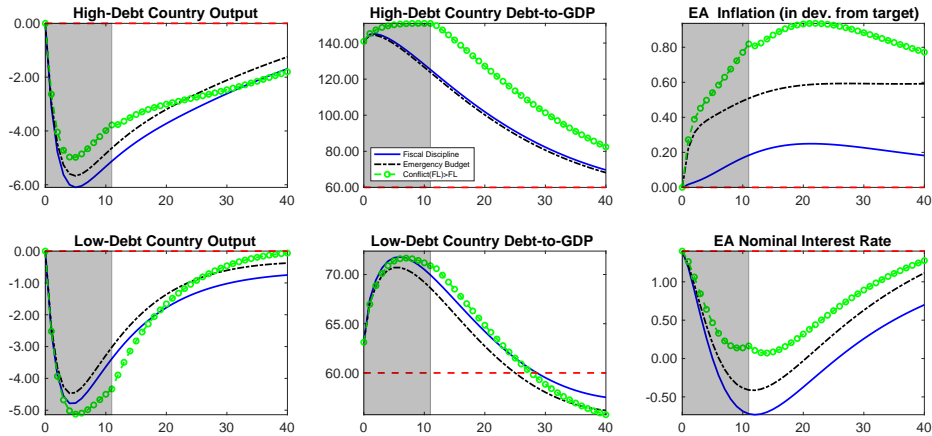 High-Debt Country Output
0.00
-2.00
-4.00
-6.00
0 10 20 30 40
High-Debt Country Debt-to-GDP
140.00
120.00
100.00
80.00
60.00
Fiscal Discipline
Emergency Budget
Conflict(FL)>FL
0 10 20 30 40
EA Inflation (in dev. from target)
0.80
0.60
0.40
0.20
0.00
0 10 20 30 40
Low-Debt Country Output
0.00
-1.00
-2.00
-3.00
-4.00
-5.00
0 10 20 30 40
Low-Debt Country Debt-to-GDP
70.00
65.00
60.00
0 10 20 30 40
EA Nominal Interest Rate
1.00
0.50
0.00
-0.50
0 10 20 30 40